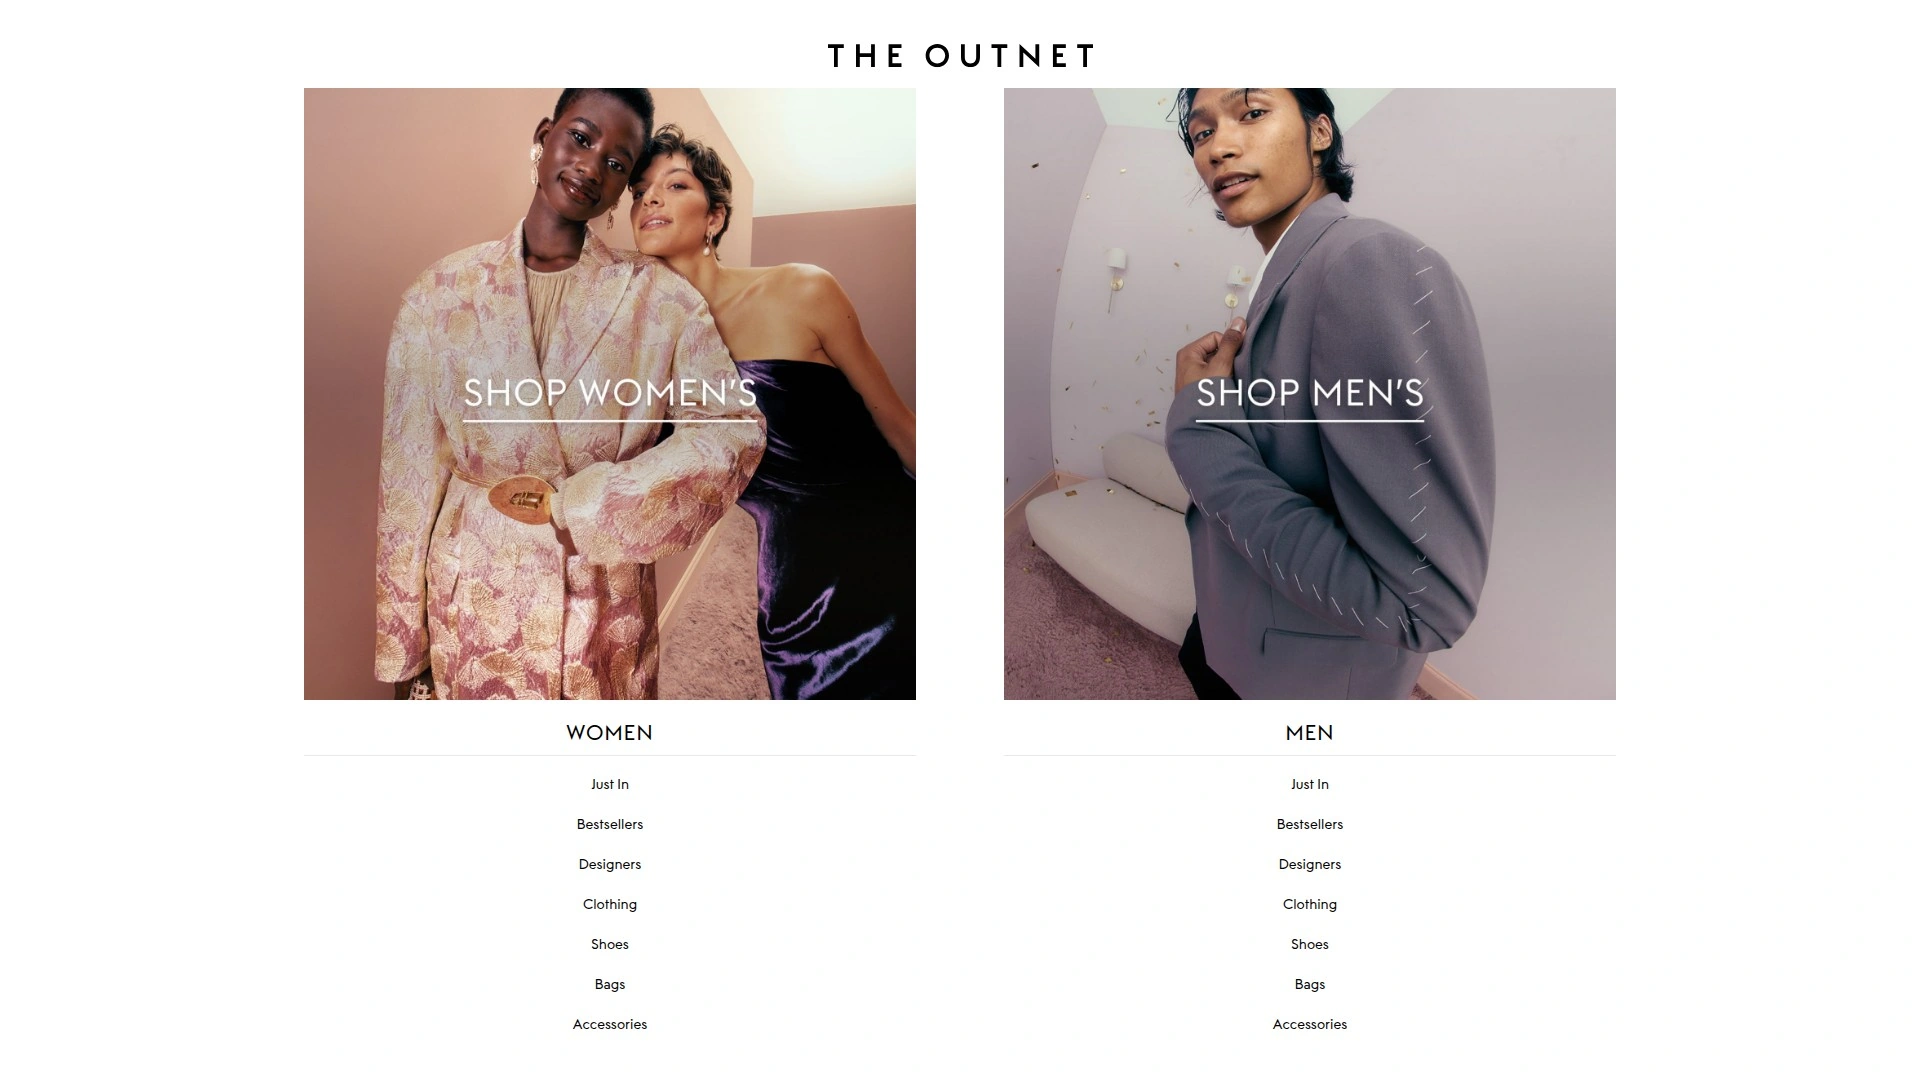 THE OUTNET
SHOP WOMEN'S
SHOP MEN'S
WOMEN
Just In
Bestsellers
Designers
Clothing
Shoes
Bags
Accessories
MEN
Just In
Bestsellers
Designers
Clothing
Shoes
Bags
Accessories